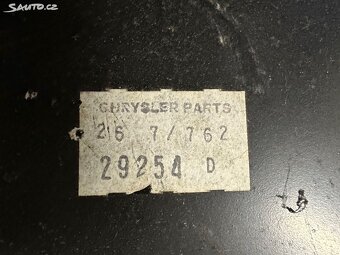 SAUTO.CZ
CHRYSLER PARTS
26 7/762
29254 D